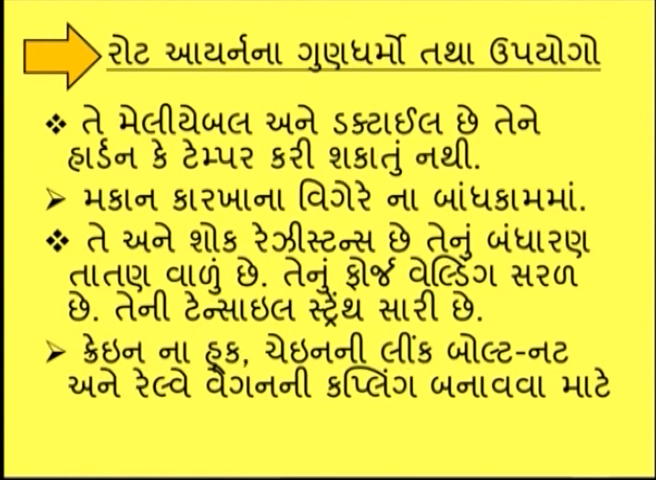 રોટ આયર્નના ગુણધર્મો તથા ઉપયોગો
❖ તે મેલીયેબલ અને ડક્ટાઈલ છે તેને
હાર્ડન કે ટેમ્પર કરી શકાતું નથી.
➢ મકાન કારખાના વિગેરે ના બાંધકામમાં.
❖ તે અને શોક રેઝીસ્ટન્સ છે તેનું બંધારણ
તાતણ વાળું છે. તેનું ફોર્જ વેલ્ડિંગ સરળ
છે. તેની ટેન્સાઇલ સ્ટ્રેંથ સારી છે.
➢ ક્રેઇન ના હૂક, ચેઇનની લીંક બોલ્ટ-નટ
અને રેલ્વે વેગનની કપ્લિંગ બનાવવા માટે